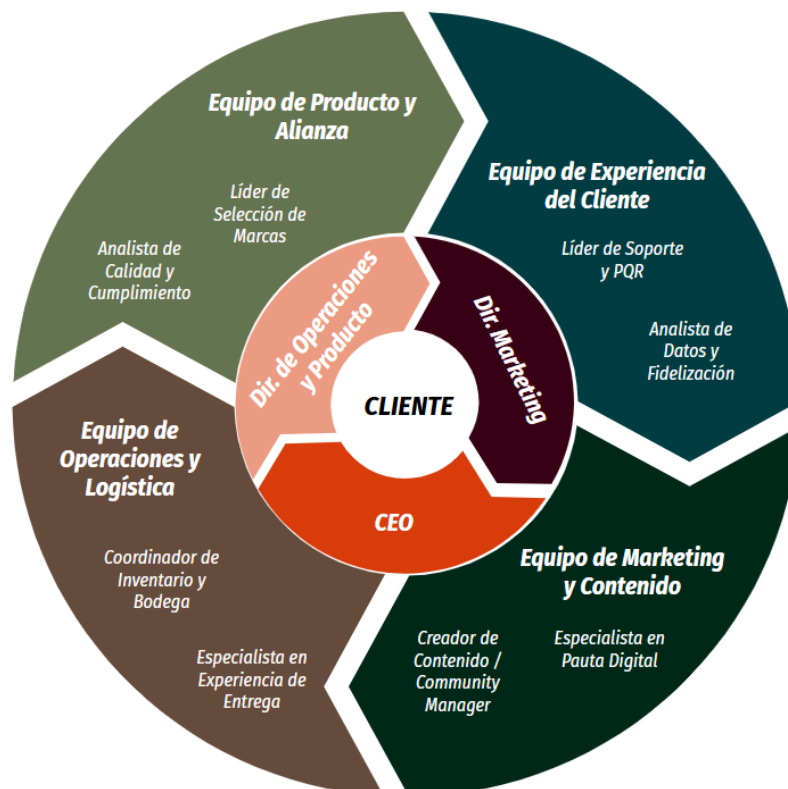 Equipo de Producto y
Alianza
Líder de
Selección de
Marcas
Analista de
Calidad y
Cumplimiento
Equipo de Experiencia
del Cliente
Líder de Soporte
y PQR
Analista de
Datos y
Fidelización
Dir. de Operaciones
y Producto
Dir. Marketing
CLIENTE
CEO
Equipo de
Operaciones y
Logística
Coordinador de
Inventario y
Bodega
Especialista en
Experiencia de
Entrega
Equipo de Marketing
y Contenido
Creador de
Contenido /
Community
Manager
Especialista en
Pauta Digital